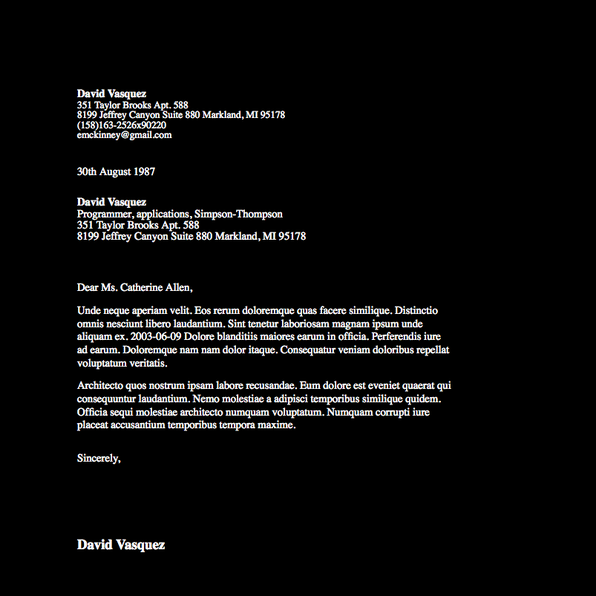 David Vasquez
351 Taylor Brooks Apt. 588
8199 Jeffrey Canyon Suite 880 Markland, MI 95178
(158)163-2526x90220
emckinney@gmail.com
30th August 1987
David Vasquez
Programmer, applications, Simpson-Thompson
351 Taylor Brooks Apt. 588
8199 Jeffrey Canyon Suite 880 Markland, MI 95178
Dear Ms. Catherine Allen,
Unde neque aperiam velit. Eos rerum doloremque quas facere similique. Distinctio
omnis nesciunt libero laudantium. Sint tenetur laboriosam magnam ipsum unde
aliquam ex. 2003-06-09 Dolore blanditiis maiores earum in officia. Perferendis iure
ad earum. Doloremque nam nam dolor itaque. Consequatur veniam doloribus repellat
voluptatum veritatis.
Architecto quos nostrum ipsam labore recusandae. Eum dolore est eveniet quaerat qui
consequuntur laudantium. Nemo molestiae a adipisci temporibus similique quidem.
Officia sequi molestiae architecto numquam voluptatum. Numquam corrupti iure
placeat accusantium temporibus tempora maxime.
Sincerely,
David Vasquez